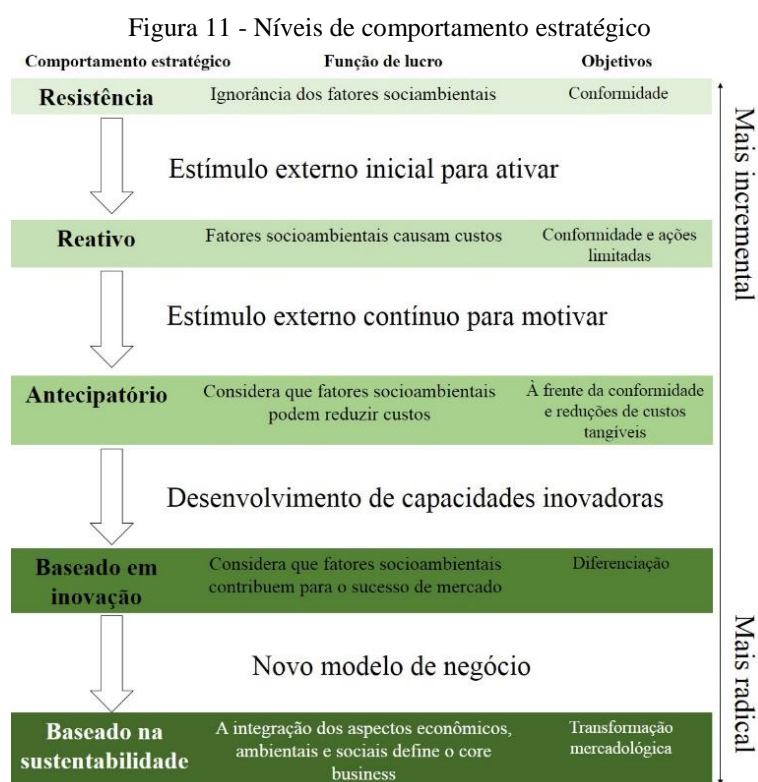 Figura 11 - Níveis de comportamento estratégico
Comportamento estratégico Função de lucro Objetivos
Resistência Ignorância dos fatores sociambientais Conformidade
Estímulo externo inicial para ativar
Reativo Fatores socioambientais causam custos Conformidade e ações
limitadas
Estímulo externo contínuo para motivar
Antecipatório Considera que fatores socioambientais
podem reduzir custos
À frente da conformidade
e reduções de custos
tangíveis
Desenvolvimento de capacidades inovadoras
Baseado em
inovação
Considera que fatores socioambientais
contribuem para o sucesso de mercado
Diferenciação
Novo modelo de negócio
Baseado na
sustentabilidade
A integração dos aspectos econômicos,
ambientais e sociais define o core
business
Transformação
mercadológica
Mais incremental
Mais radical